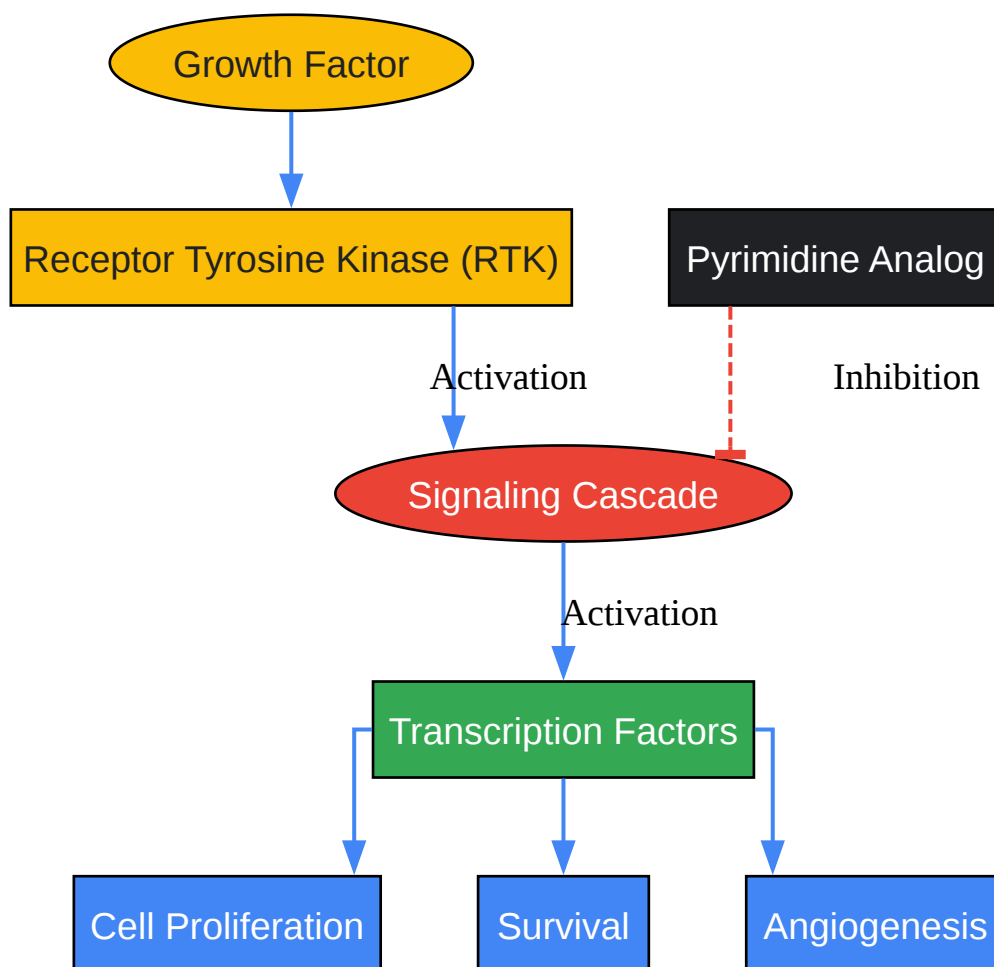 Growth Factor
Receptor Tyrosine Kinase (RTK)
Pyrimidine Analog
Activation
Inhibition
Signaling Cascade
Activation
Transcription Factors
Cell Proliferation
Survival
Angiogenesis